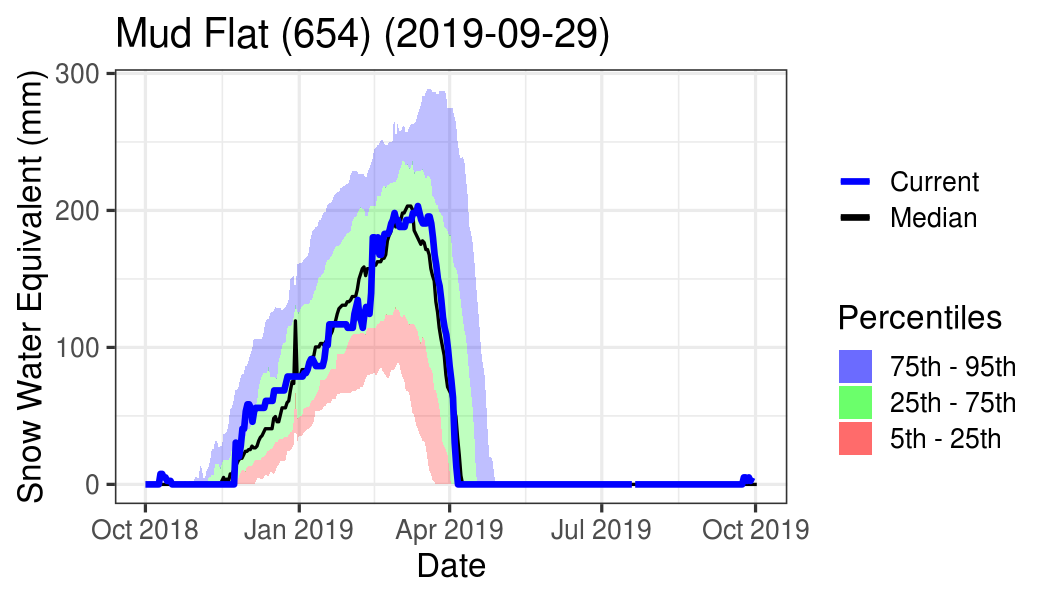 Mud Flat (654) (2019-09-29)
Snow Water Equivalent (mm)
300
200
100
0
Oct 2018
Jan 2019
Apr 2019
Jul 2019
Oct 2019
Date
Current
Median
Percentiles
75th - 95th
25th - 75th
5th - 25th